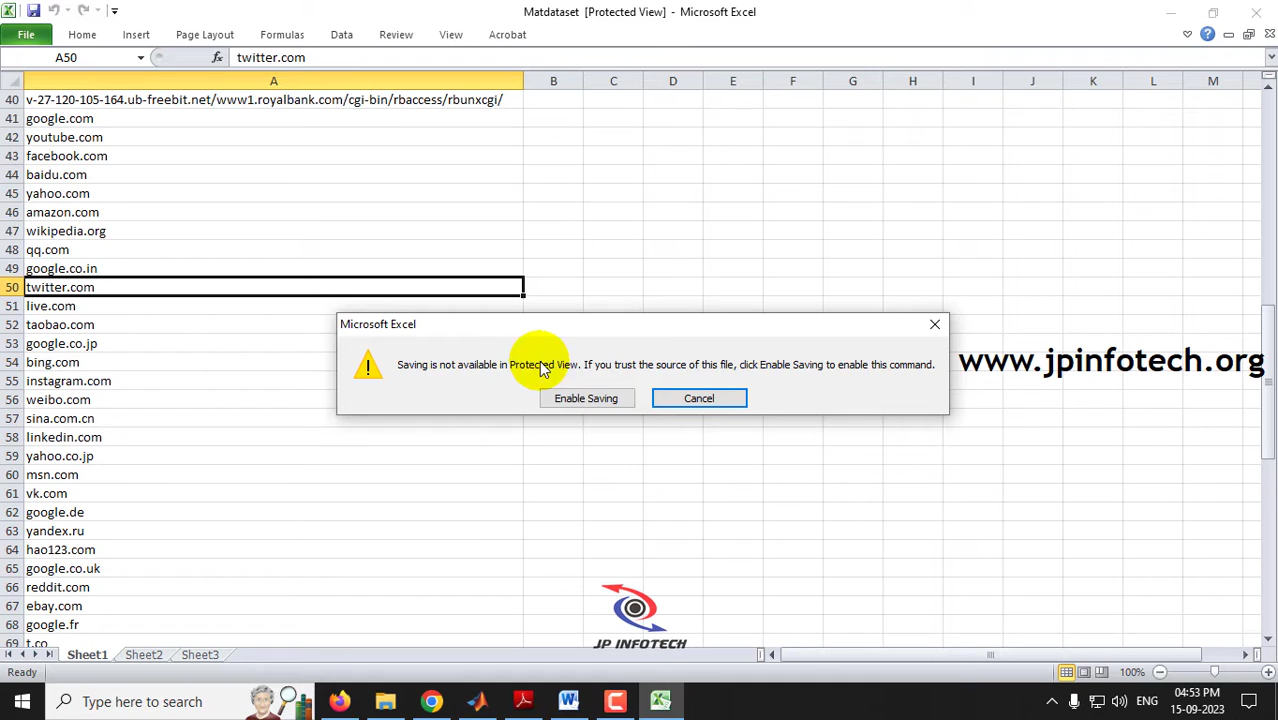 Matdataset [Protected View] - Microsoft Excel
File Home Insert Page Layout Formulas Data Review View Acrobat
A50 fx twitter.com
A B C D E F G H I J K L M
40 v-27-120-105-164.ub-freebit.net/www1.royalbank.com/cgi-bin/rbaccess/rbunxcgi/
41 google.com
42 youtube.com
43 facebook.com
44 baidu.com
45 yahoo.com
46 amazon.com
47 wikipedia.org
48 qq.com
49 google.co.in
50 twitter.com
51 live.com
52 taobao.com
53 google.co.jp
54 bing.com
55 instagram.com
56 weibo.com
57 sina.com.cn
58 linkedin.com
59 yahoo.co.jp
60 msn.com
61 vk.com
62 google.de
63 yandex.ru
64 hao123.com
65 google.co.uk
66 reddit.com
67 ebay.com
68 google.fr
69 t.co
Microsoft Excel
Saving is not available in Protected View. If you trust the source of this file, click Enable Saving to enable this command.
Enable Saving Cancel
www.jpinfotech.org
JP INFOTECH
Sheet1 Sheet2 Sheet3
Ready 100%
Type here to search ENG 04:53 PM
15-09-2023